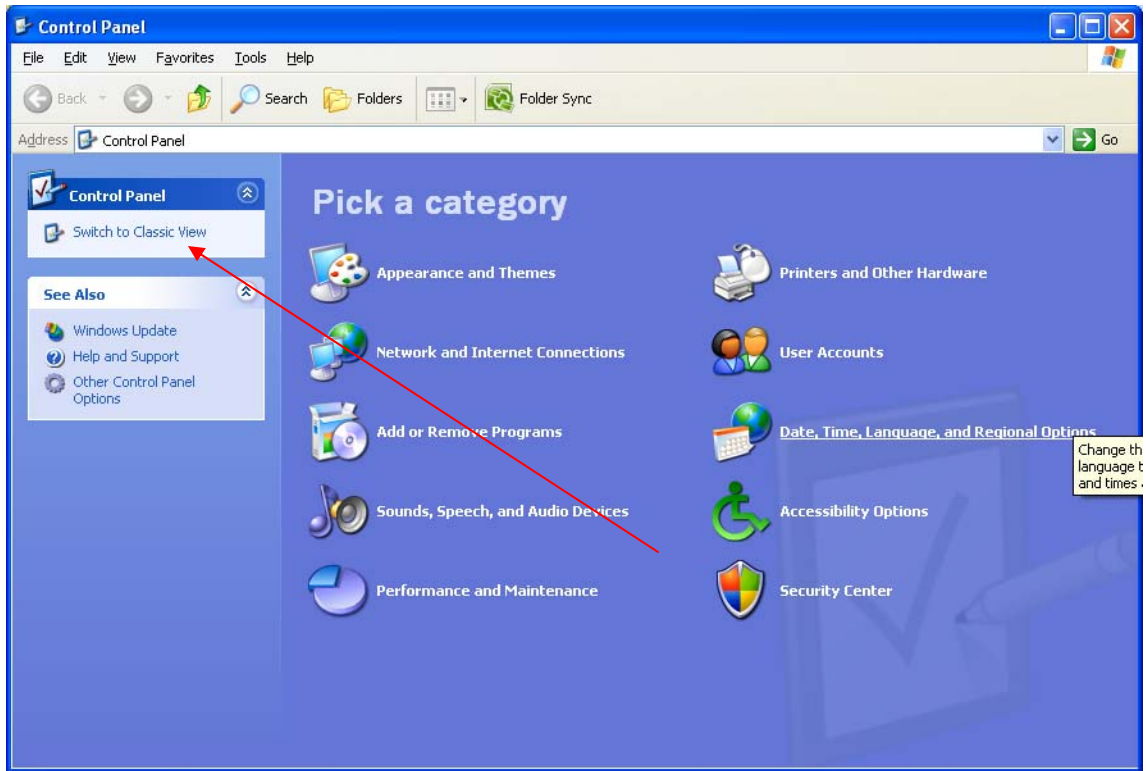 Control Panel
File Edit View Favorites Tools Help
Back Search Folders Folder Sync
Address Control Panel Go
Control Panel
Switch to Classic View
See Also
Windows Update
Help and Support
Other Control Panel
Options
Pick a category
Appearance and Themes
Printers and Other Hardware
Network and Internet Connections
User Accounts
Add or Remove Programs
Date, Time, Language, and Regional Options
Change th
language t
and times
Sounds, Speech, and Audio Devices
Accessibility Options
Performance and Maintenance
Security Center